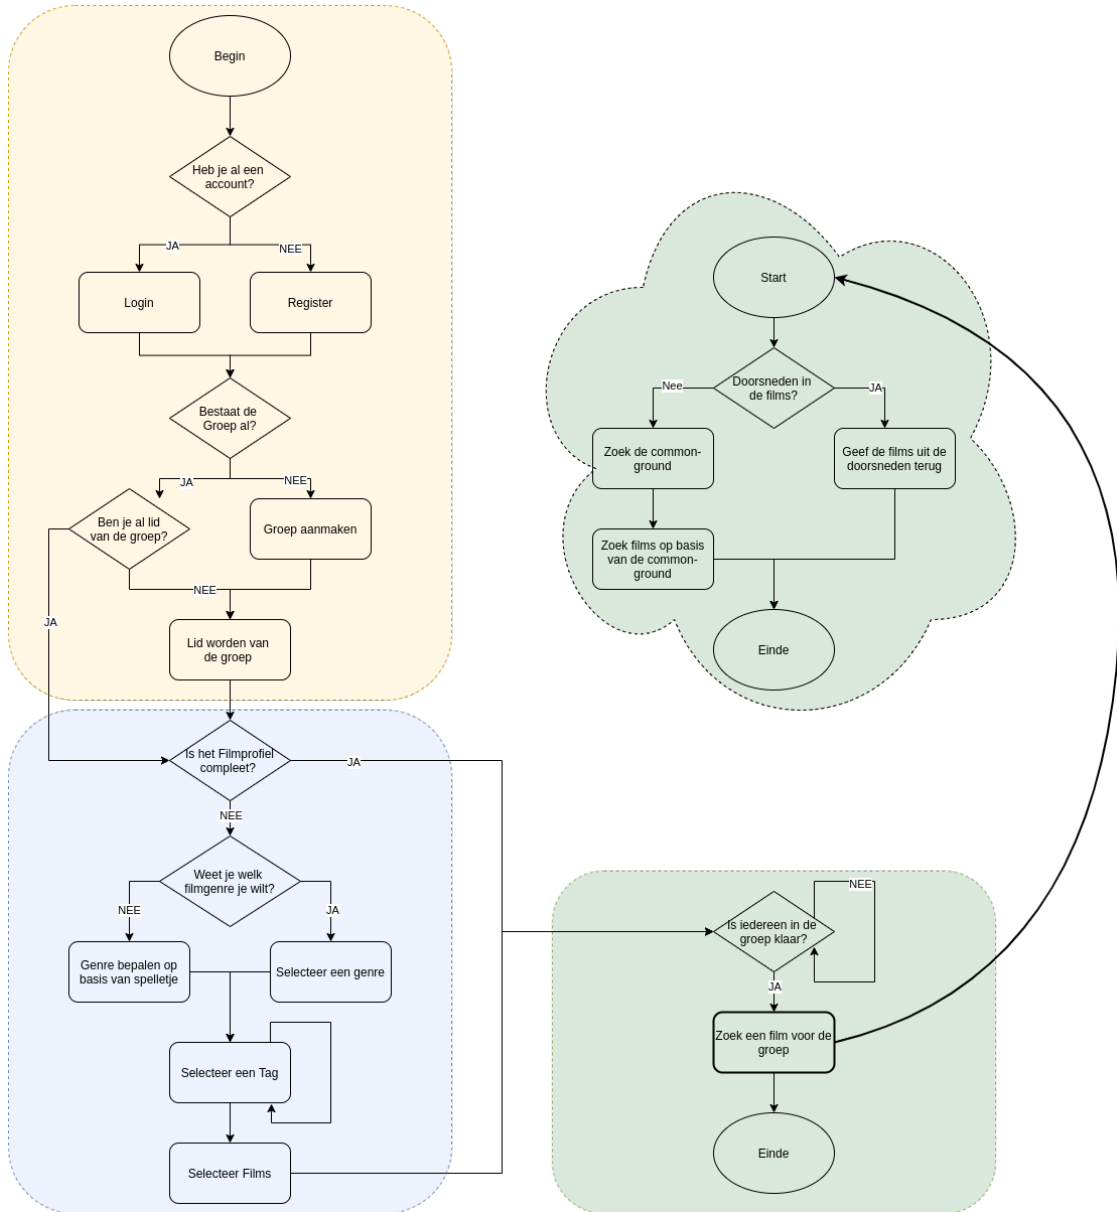 Begin
Heb je al een
account?
JA
NEE
Login
Register
Bestaat de
Groep al?
JA
NEE
Ben je al lid
van de groep?
Groep aanmaken
NEE
JA
Lid worden van
de groep
Is het Filmprofiel
compleet?
JA
NEE
Weet je welk
filmgenre je wilt?
NEE
JA
Genre bepalen op
basis van spelletje
Selecteer een genre
Selecteer een Tag
Selecteer Films
Start
Doorsneden in
de films?
Nee
JA
Zoek de common-
ground
Geef de films uit de
doorsneden terug
Zoek films op basis
van de common-
ground
Einde
Is iedereen in de
groep klaar?
NEE
JA
Zoek een film voor de
groep
Einde